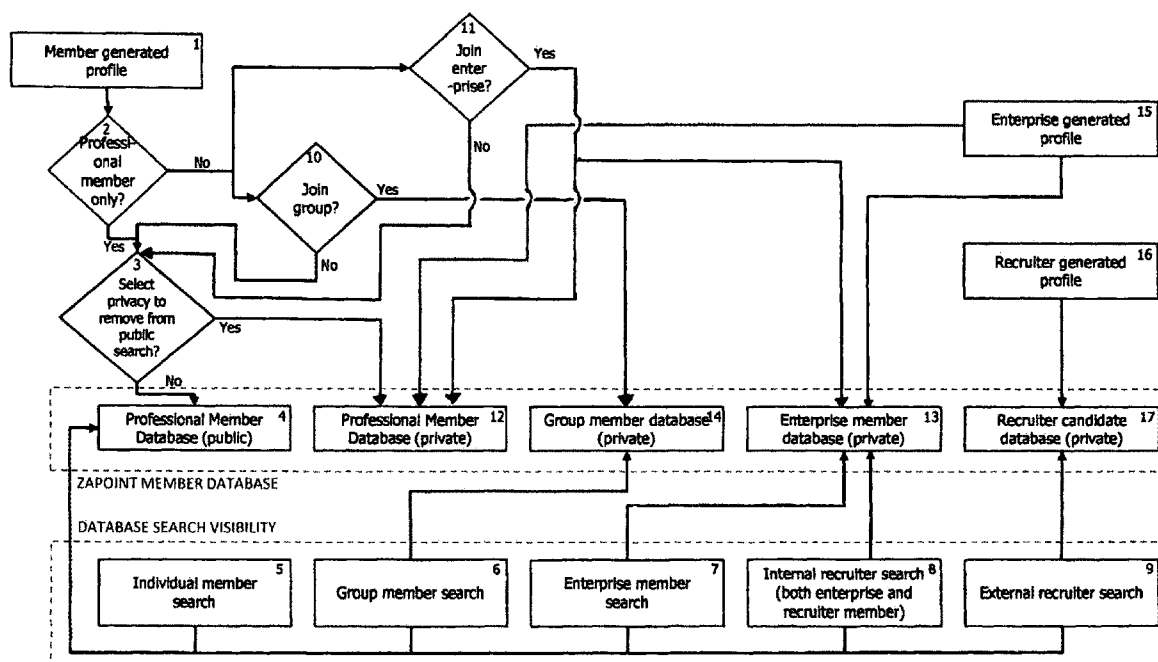 1
Member generated
profile
2
Professi-
onal
member
only?
No
Yes
11
Join
enter
-prise?
Yes
No
10
Join
group?
Yes
No
3
Select
privacy to
remove from
public
search?
Yes
No
15
Enterprise generated
profile
16
Recruiter generated
profile
Professional Member 4
Database (public)
Professional Member 12
Database (private)
Group member database 14
(private)
Enterprise member 13
database (private)
Recruiter candidate 17
database (private)
ZAPOINT MEMBER DATABASE
DATABASE SEARCH VISIBILITY
5
Individual member
search
6
Group member search
7
Enterprise member
search
Internal recruiter search 8
(both enterprise and
recruiter member)
9
External recruiter search